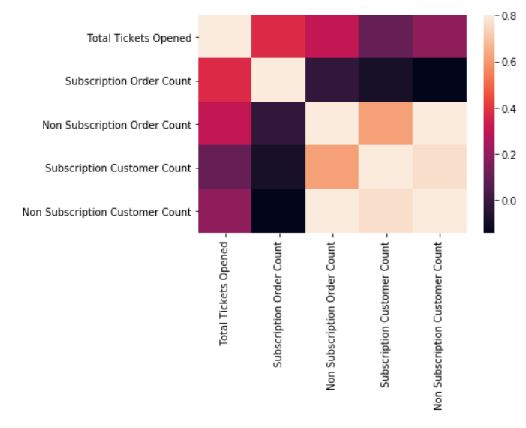 Total Tickets Opened
Subscription Order Count
Non Subscription Order Count
Subscription Customer Count
Non Subscription Customer Count
Total Tickets Opened
Subscription Order Count
Non Subscription Order Count
Subscription Customer Count
Non Subscription Customer Count
0.8
0.6
0.4
0.2
0.0